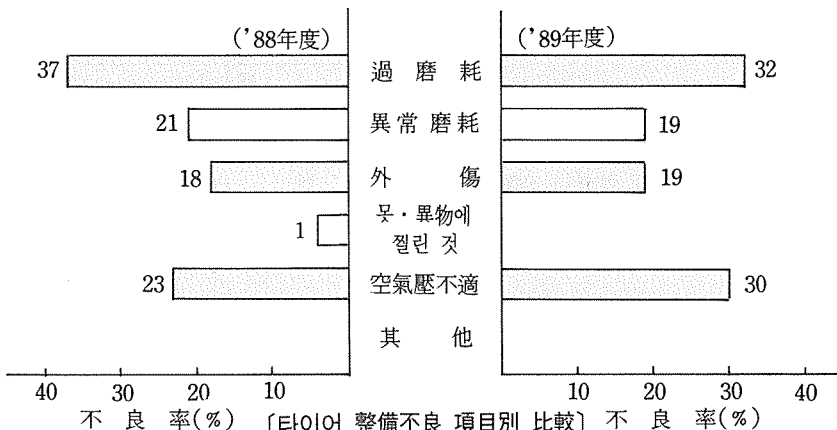 ('88年度) ('89年度)
37 過磨耗 32
21 異常磨耗 19
18 外傷 19
1 못·異物에
찔린 것
23 空氣壓不適 30
其他
40 30 20 10 10 20 30 40
不良率(%) 〔타이어 整備不良 項目別 比較〕 不良率(%)